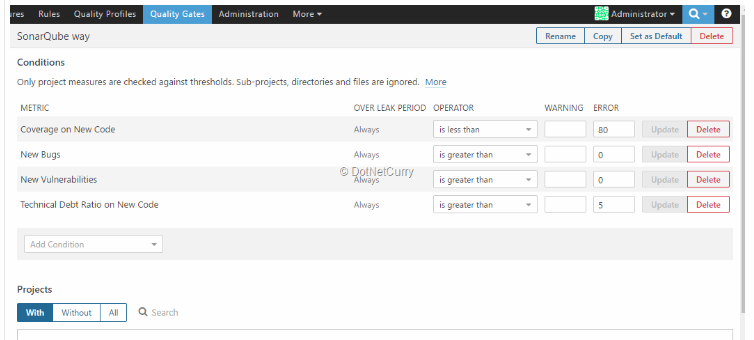 ures Rules Quality Profiles Quality Gates Administration More Administrator ?
SonarQube way Rename Copy Set as Default Delete
Conditions
Only project measures are checked against thresholds. Sub-projects, directories and files are ignored. More
METRIC OVER LEAK PERIOD OPERATOR WARNING ERROR
Coverage on New Code Always is less than 80 Update Delete
New Bugs Always is greater than 0 Update Delete
© DotNetCurry
New Vulnerabilities Always is greater than 0 Update Delete
Technical Debt Ratio on New Code Always is greater than 5 Update Delete
Add Condition
Projects
With Without All Search